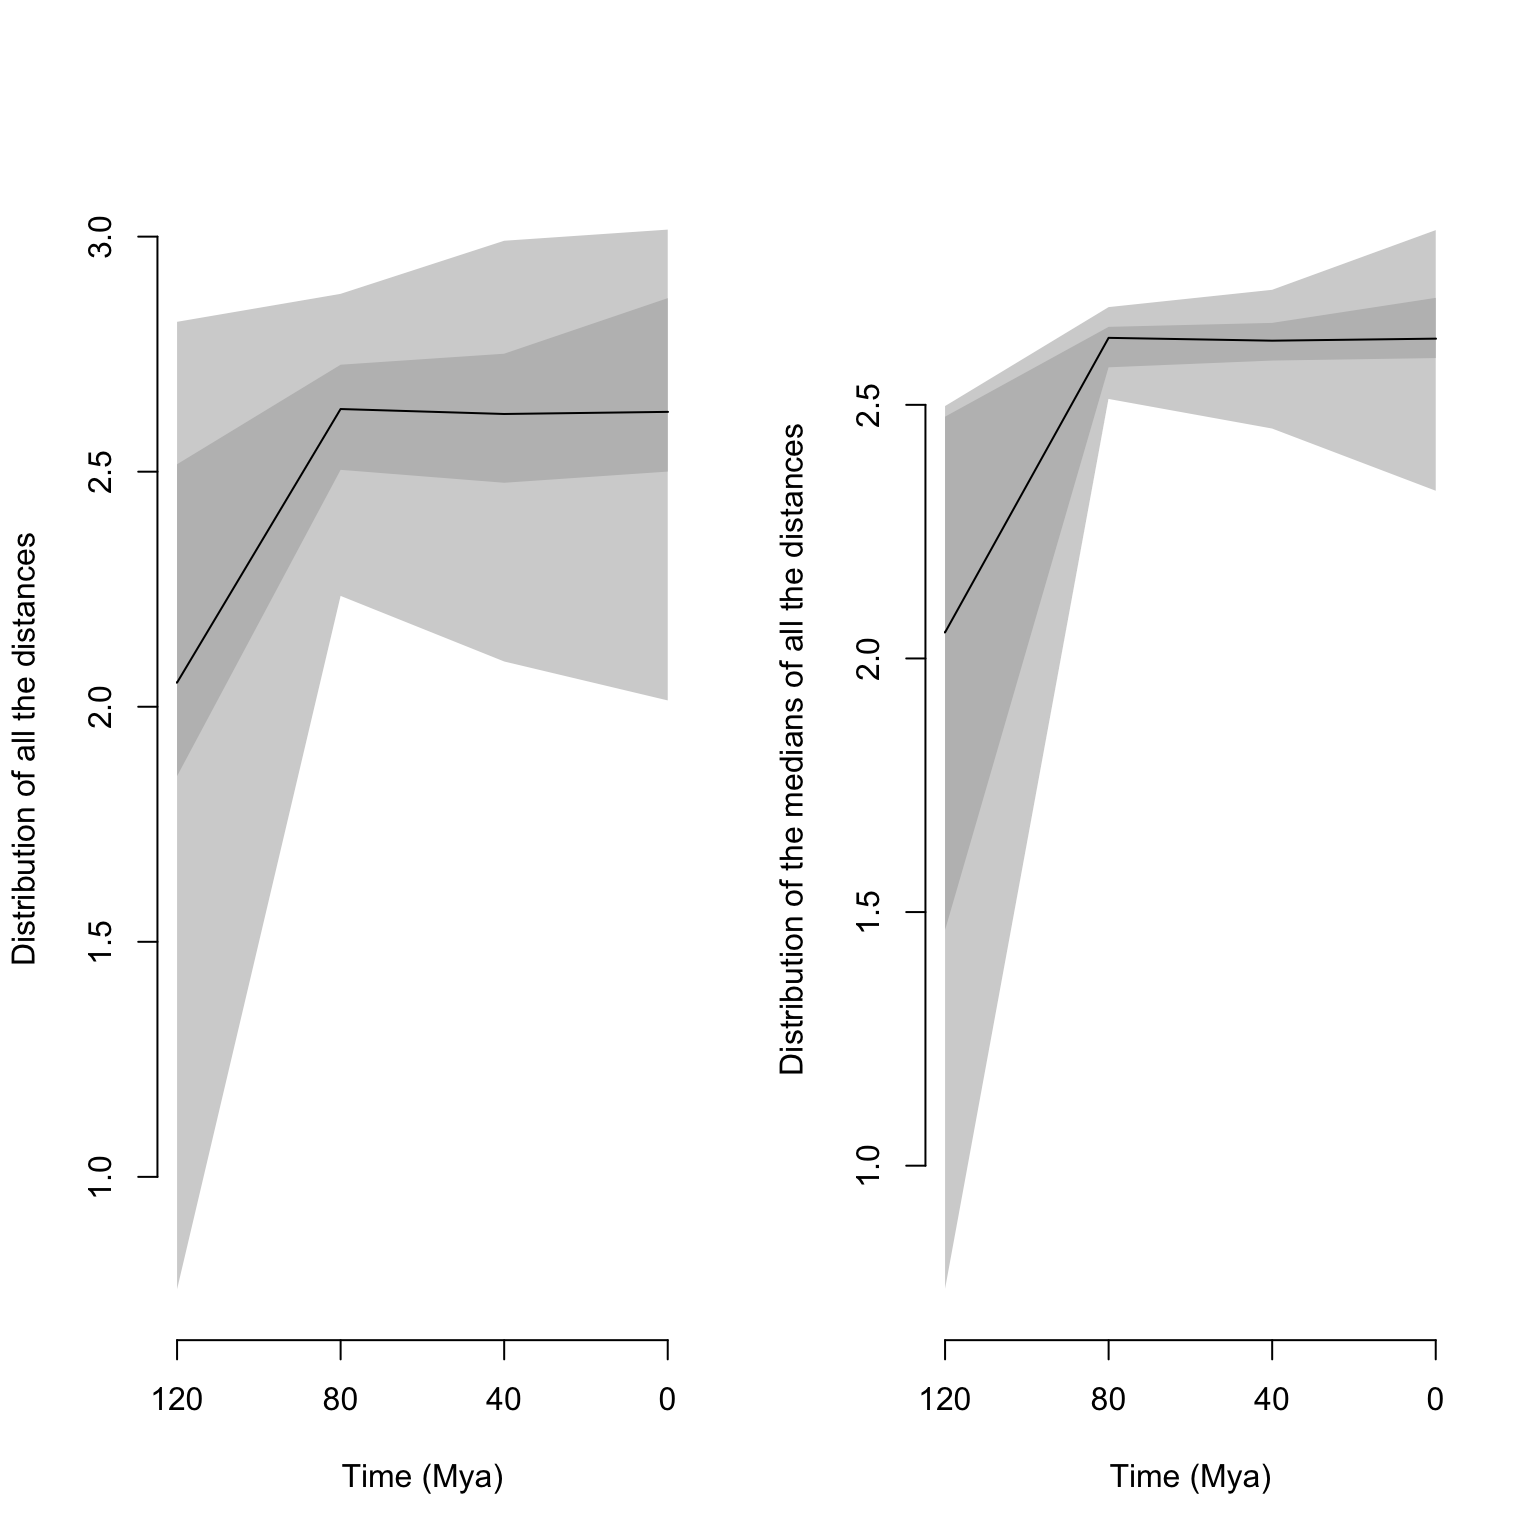 Distribution of all the distances
3.0
2.5
2.0
1.5
1.0
120 80 40 0
Time (Mya)
Distribution of the medians of all the distances
2.5
2.0
1.5
1.0
120 80 40 0
Time (Mya)